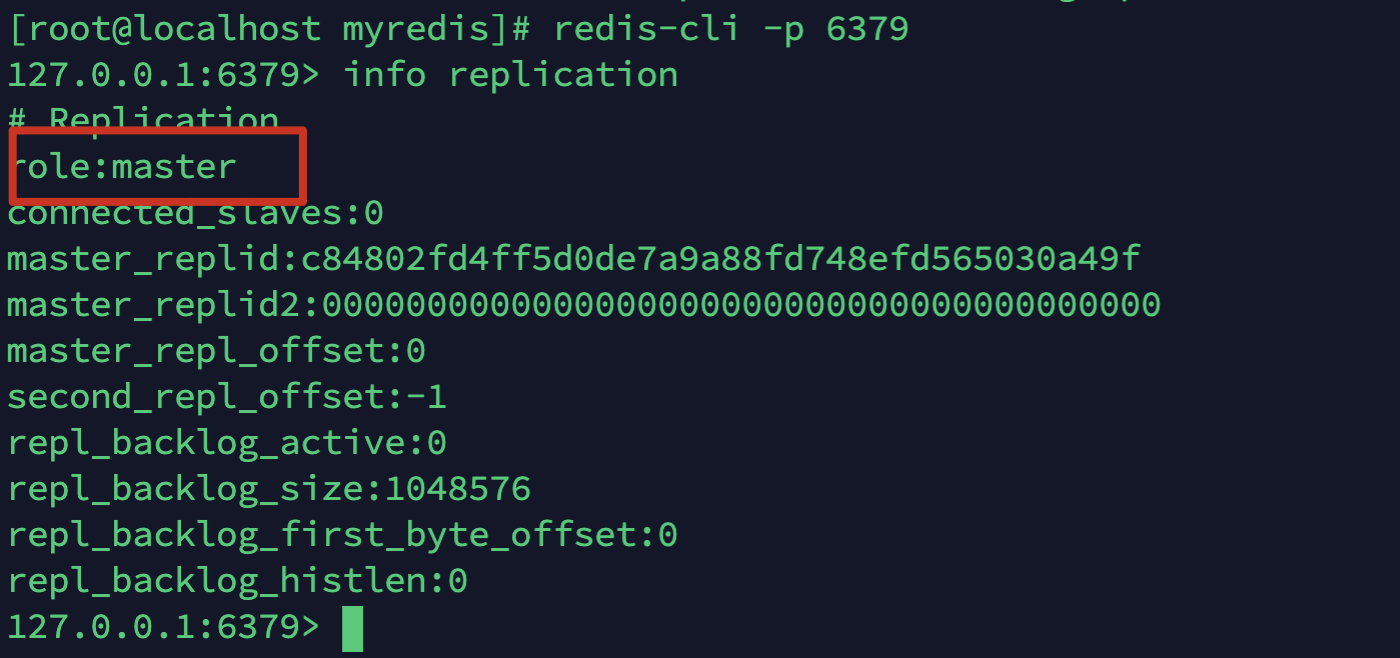 [root@localhost myredis]# redis-cli -p 6379
127.0.0.1:6379> info replication
# Replication
role:master
connected_slaves:0
master_replid:c84802fd4ff5d0de7a9a88fd748efd565030a49f
master_replid2:0000000000000000000000000000000000000000
master_repl_offset:0
second_repl_offset:-1
repl_backlog_active:0
repl_backlog_size:1048576
repl_backlog_first_byte_offset:0
repl_backlog_histlen:0
127.0.0.1:6379>